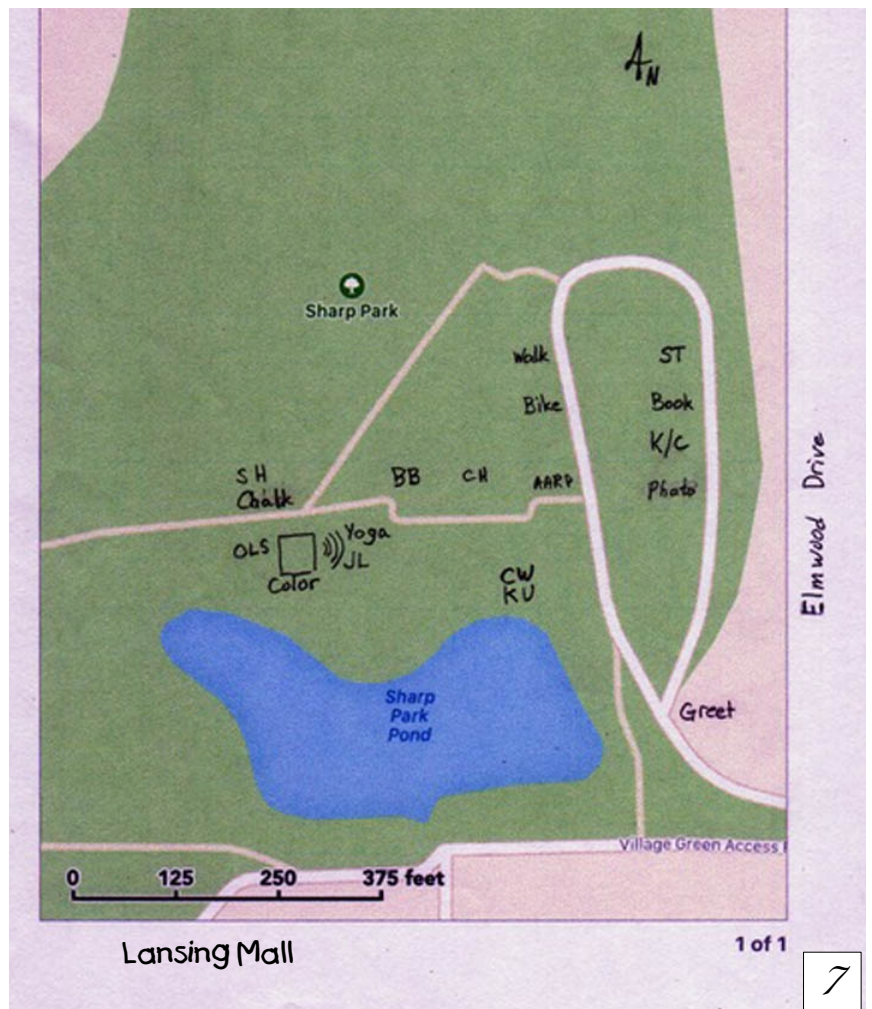 N
Sharp Park
Walk
ST
Bike
Book
K/C
SH
Chalk
BB
CH
AARP
Photo
OLS
Yoga
JL
Color
CW
KU
Elmwood Drive
Sharp
Park
Pond
Greet
Village Green Access
0 125 250 375 feet
Lansing Mall
1 of 1
7